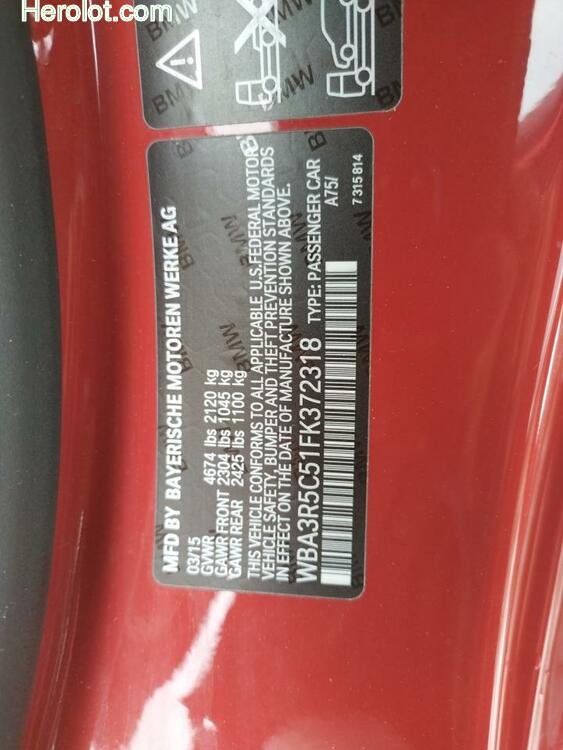 Herolot.com
BMW
BMW
BMW
MFD BY BAYERISCHE MOTOREN WERKE AG
03/15
GVWR 4674 lbs 2120 kg
GAWR FRONT 2304 lbs 1045 kg
GAWR REAR 2425 lbs 1100 kg
THIS VEHICLE CONFORMS TO ALL APPLICABLE U.S.FEDERAL MOTOR
VEHICLE SAFETY, BUMPER AND THEFT PREVENTION STANDARDS
IN EFFECT ON THE DATE OF MANUFACTURE SHOWN ABOVE.
WBA3R5C51FK372318 TYPE: PASSENGER CAR
A75/
7 315 814